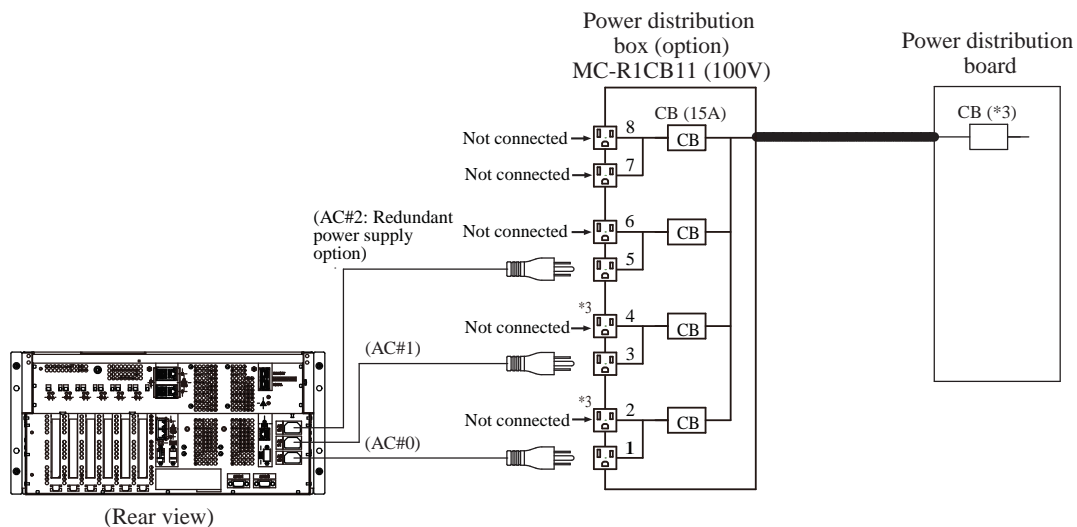 Power distribution
box (option)
MC-R1CB11 (100V)
Power distribution
board
CB (15A)
CB (*3)
Not connected
8
CB
Not connected
7
(AC#2: Redundant
power supply
option)
Not connected
6
CB
5
*3
Not connected
4
CB
(AC#1)
3
*3
Not connected
2
CB
(AC#0)
1
(Rear view)